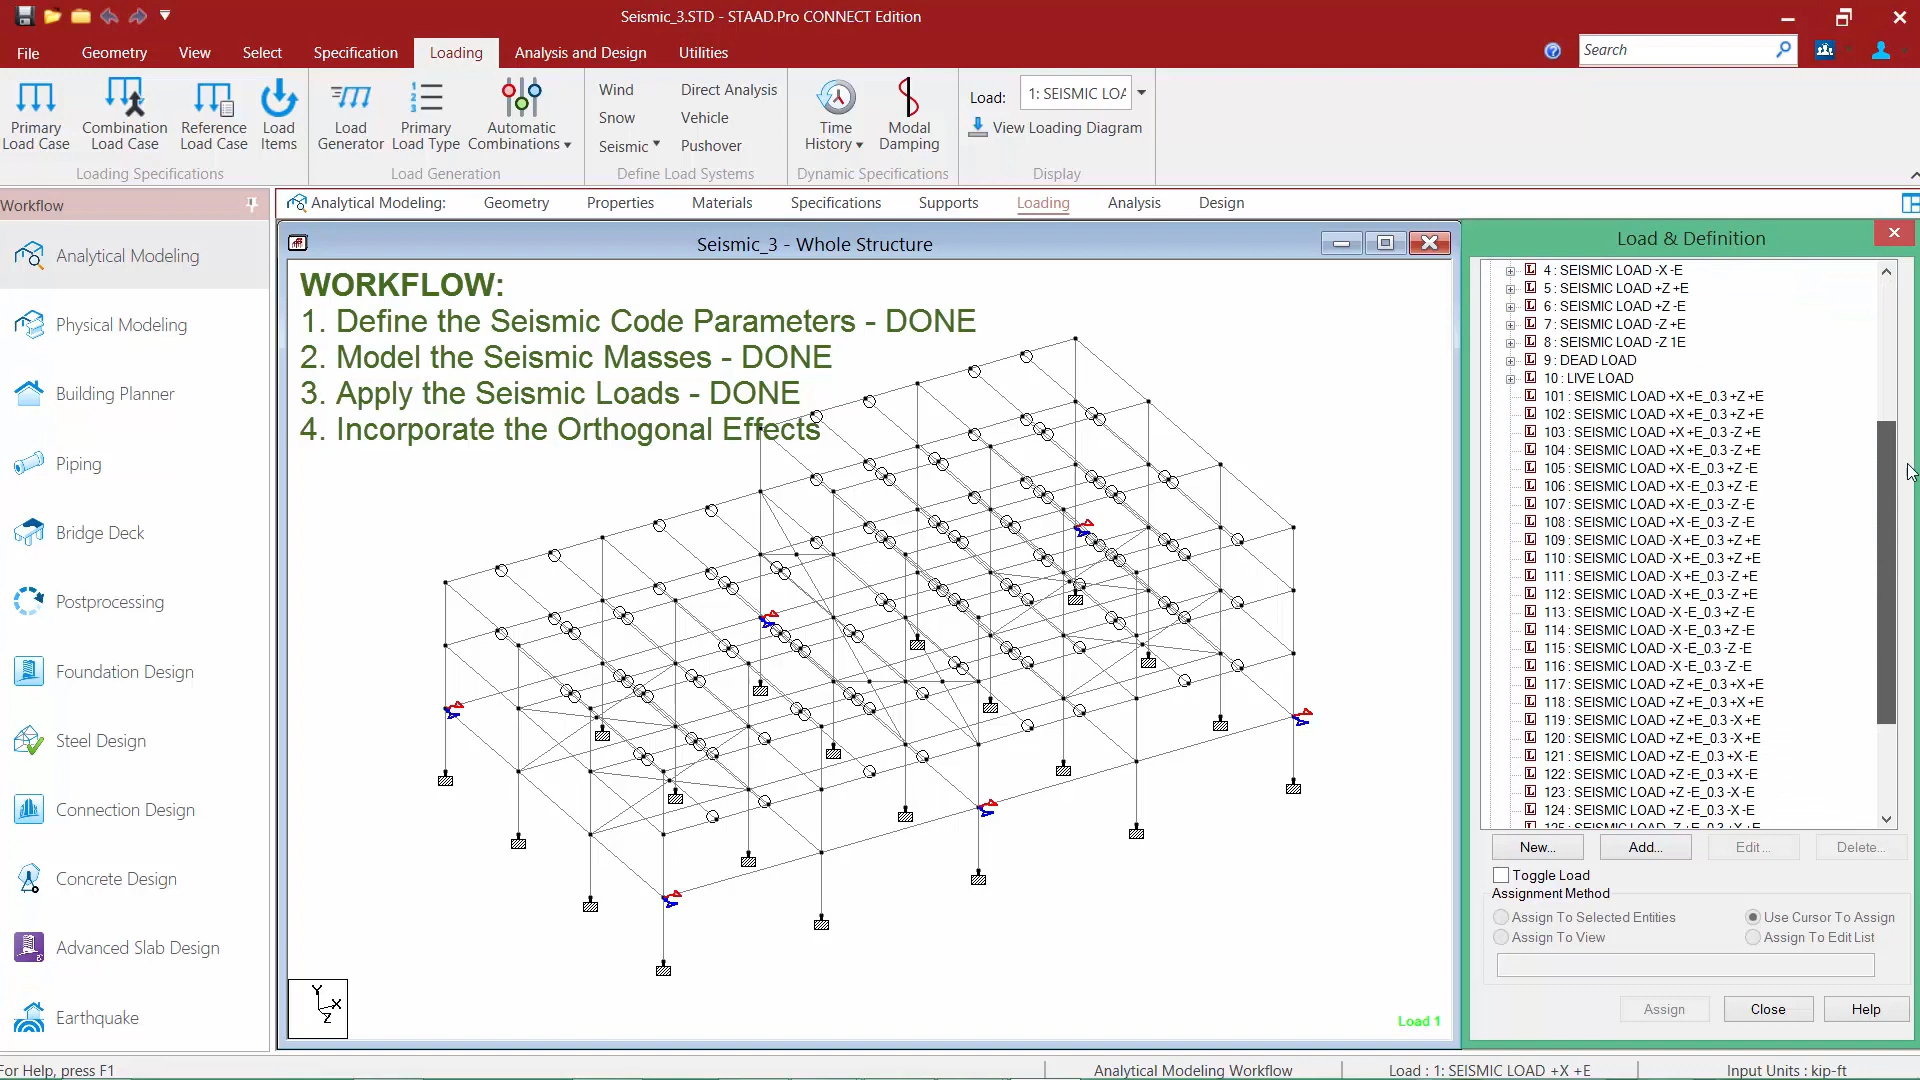 Seismic_3.STD - STAAD.Pro CONNECT Edition
File Geometry View Select Specification Loading Analysis and Design Utilities
Search
Primary Load Case
Combination Load Case
Reference Load Case
Load Items
Loading Specifications
Load Generator
Primary Load Type
Automatic Combinations
Load Generation
Wind
Snow
Seismic
Direct Analysis
Vehicle
Pushover
Define Load Systems
Time History
Modal Damping
Dynamic Specifications
Load: 1: SEISMIC LOA
View Loading Diagram
Display
Workflow
Analytical Modeling
Physical Modeling
Building Planner
Piping
Bridge Deck
Postprocessing
Foundation Design
Steel Design
Connection Design
Concrete Design
Advanced Slab Design
Earthquake
Analytical Modeling: Geometry Properties Materials Specifications Supports Loading Analysis Design
Seismic_3 - Whole Structure
WORKFLOW:
1. Define the Seismic Code Parameters - DONE
2. Model the Seismic Masses - DONE
3. Apply the Seismic Loads - DONE
4. Incorporate the Orthogonal Effects
Y
X
Z
Load 1
Load & Definition
4 : SEISMIC LOAD -X -E
5 : SEISMIC LOAD +Z +E
6 : SEISMIC LOAD +Z -E
7 : SEISMIC LOAD -Z +E
8 : SEISMIC LOAD -Z 1E
9 : DEAD LOAD
10 : LIVE LOAD
101 : SEISMIC LOAD +X +E_0.3 +Z +E
102 : SEISMIC LOAD +X +E_0.3 +Z +E
103 : SEISMIC LOAD +X +E_0.3 -Z +E
104 : SEISMIC LOAD +X +E_0.3 -Z +E
105 : SEISMIC LOAD +X -E_0.3 +Z -E
106 : SEISMIC LOAD +X -E_0.3 +Z -E
107 : SEISMIC LOAD +X -E_0.3 -Z -E
108 : SEISMIC LOAD +X -E_0.3 -Z -E
109 : SEISMIC LOAD -X +E_0.3 +Z +E
110 : SEISMIC LOAD -X +E_0.3 +Z +E
111 : SEISMIC LOAD -X +E_0.3 -Z +E
112 : SEISMIC LOAD -X +E_0.3 -Z +E
113 : SEISMIC LOAD -X -E_0.3 +Z -E
114 : SEISMIC LOAD -X -E_0.3 +Z -E
115 : SEISMIC LOAD -X -E_0.3 -Z -E
116 : SEISMIC LOAD -X -E_0.3 -Z -E
117 : SEISMIC LOAD +Z +E_0.3 +X +E
118 : SEISMIC LOAD +Z +E_0.3 +X +E
119 : SEISMIC LOAD +Z +E_0.3 -X +E
120 : SEISMIC LOAD +Z +E_0.3 -X +E
121 : SEISMIC LOAD +Z -E_0.3 +X -E
122 : SEISMIC LOAD +Z -E_0.3 +X -E
123 : SEISMIC LOAD +Z -E_0.3 -X -E
124 : SEISMIC LOAD +Z -E_0.3 -X -E
New... Add... Edit... Delete...
Toggle Load
Assignment Method
Assign To Selected Entities Use Cursor To Assign
Assign To View Assign To Edit List
Assign Close Help
For Help, press F1
Analytical Modeling Workflow
Load : 1: SEISMIC LOAD +X +E
Input Units : kip-ft